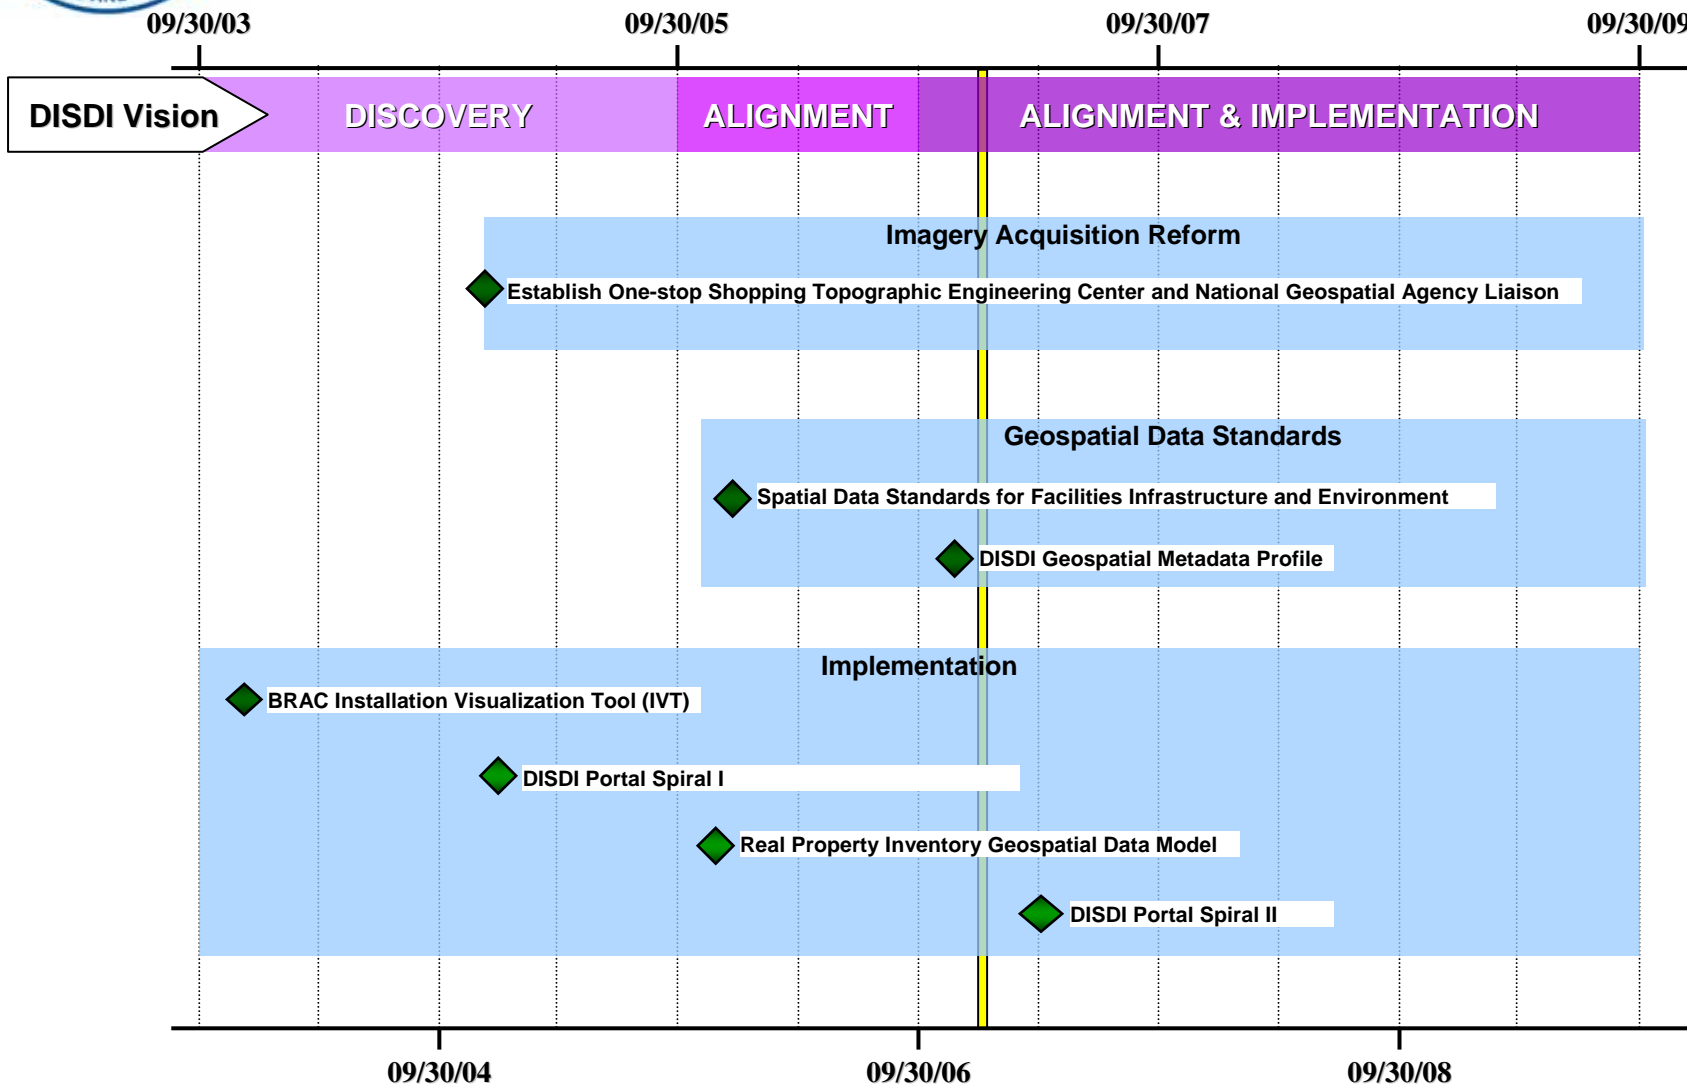 09/30/03 09/30/05 09/30/07 09/30/09
DISDI Vision DISCOVERY ALIGNMENT ALIGNMENT & IMPLEMENTATION
Imagery Acquisition Reform
Establish One-stop Shopping Topographic Engineering Center and National Geospatial Agency Liaison
Geospatial Data Standards
Spatial Data Standards for Facilities Infrastructure and Environment
DISDI Geospatial Metadata Profile
Implementation
BRAC Installation Visualization Tool (IVT)
DISDI Portal Spiral I
Real Property Inventory Geospatial Data Model
DISDI Portal Spiral II
09/30/04 09/30/06 09/30/08